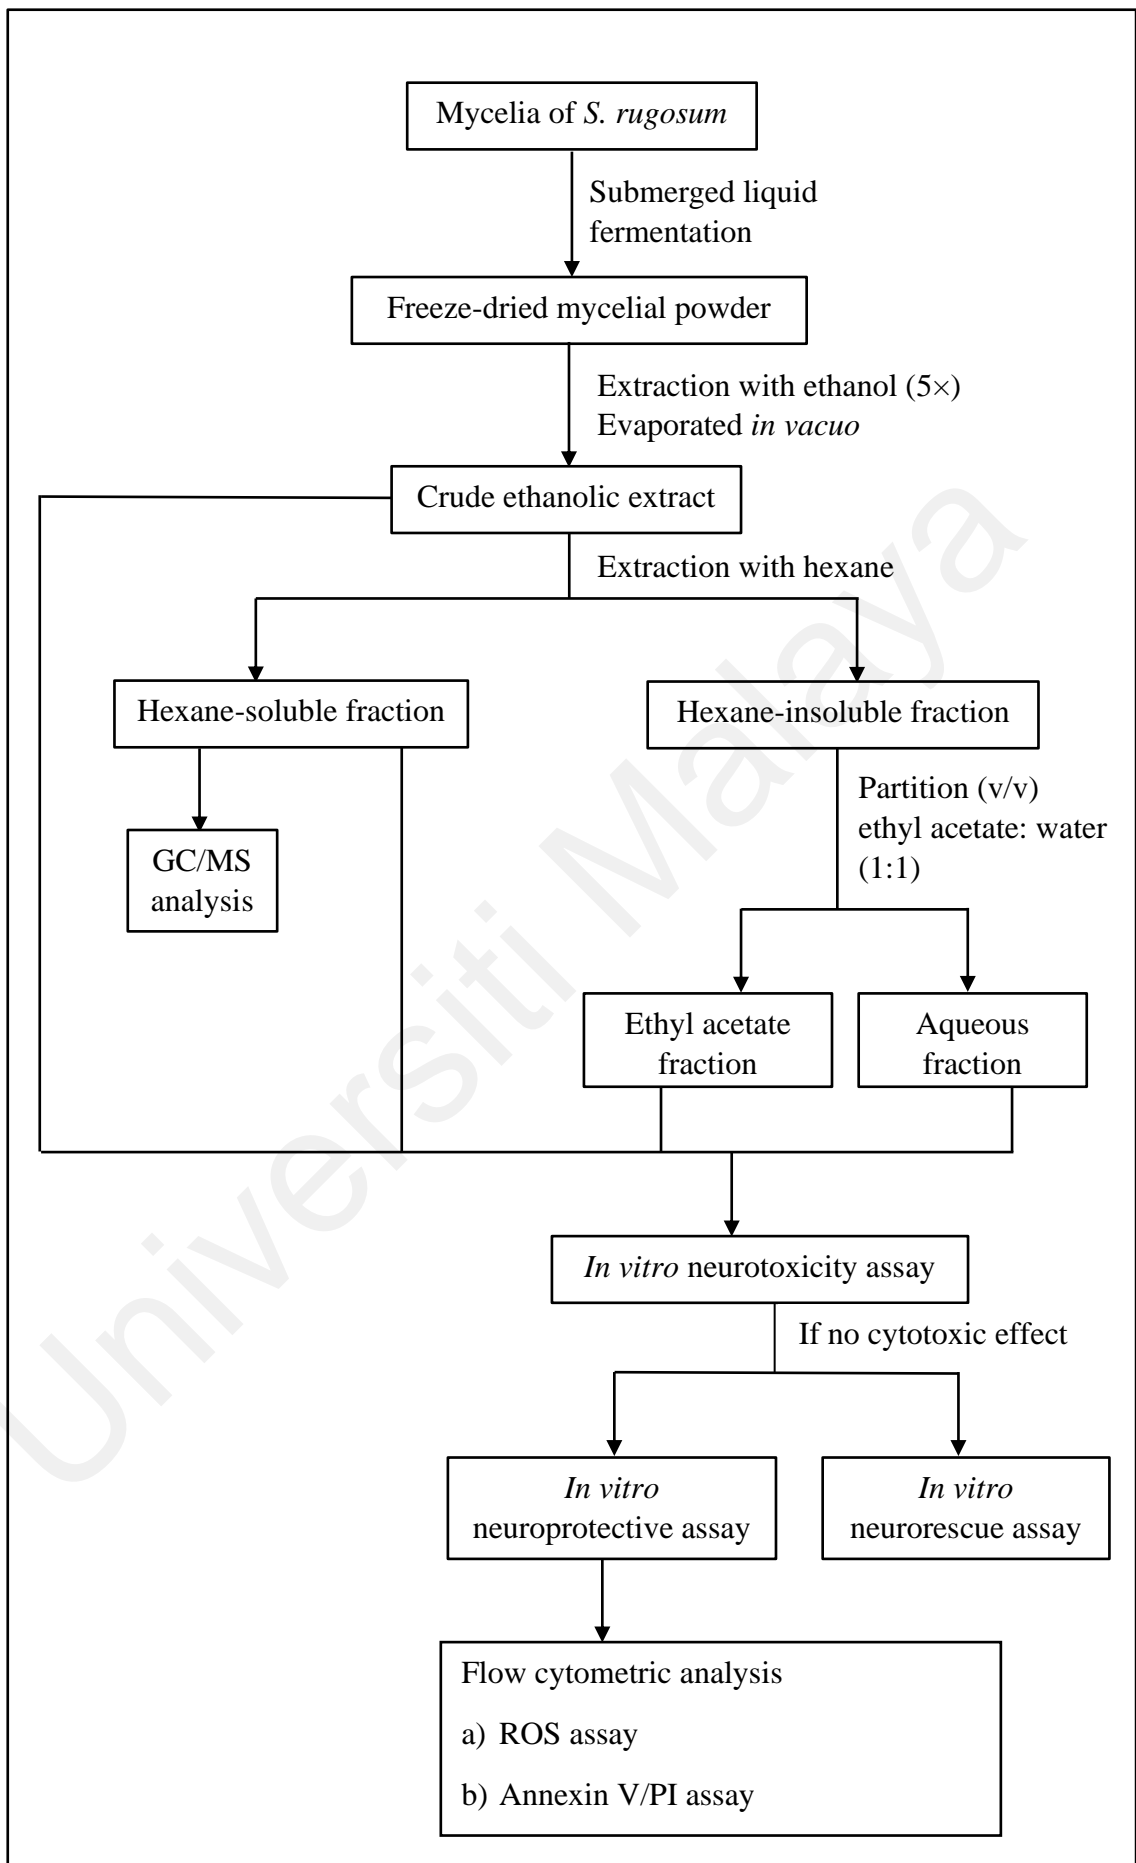 Mycelia of S. rugosum
Submerged liquid
fermentation
Freeze-dried mycelial powder
Extraction with ethanol (5×)
Evaporated in vacuo
Crude ethanolic extract
Extraction with hexane
Hexane-soluble fraction
Hexane-insoluble fraction
Partition (v/v)
ethyl acetate: water
(1:1)
GC/MS
analysis
Ethyl acetate
fraction
Aqueous
fraction
In vitro neurotoxicity assay
If no cytotoxic effect
In vitro
neuroprotective assay
In vitro
neurorescue assay
Flow cytometric analysis
a) ROS assay
b) Annexin V/PI assay
Universiti Malaya